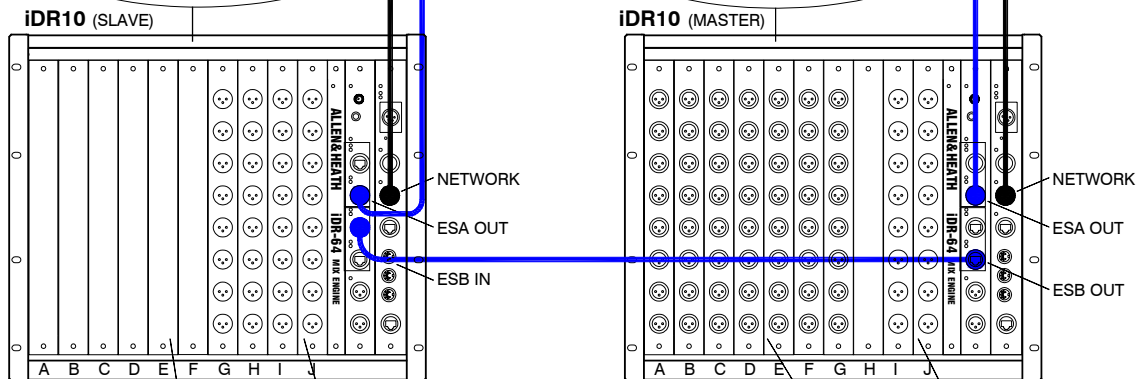 iDR10 (SLAVE)
ALLEN&HEATH
iDR-64 MIX ENGINE
NETWORK
ESA OUT
ESB IN
A B C D E F G H I J
iDR10 (MASTER)
ALLEN&HEATH
iDR-64 MIX ENGINE
NETWORK
ESA OUT
ESB OUT
A B C D E F G H I J